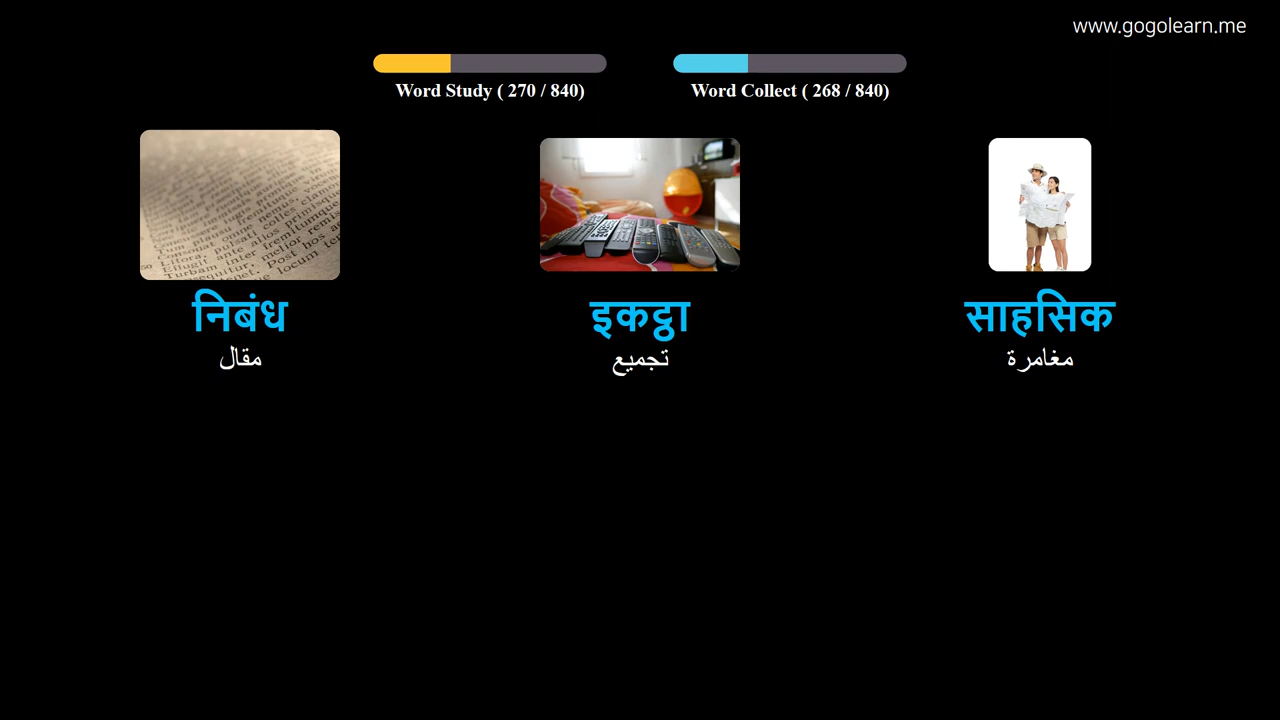 www.gogolearn.me
Word Study ( 270 / 840)
Word Collect ( 268 / 840)
निबंध
इकट्ठा
साहसिक
مقال
تجميع
مغامرة